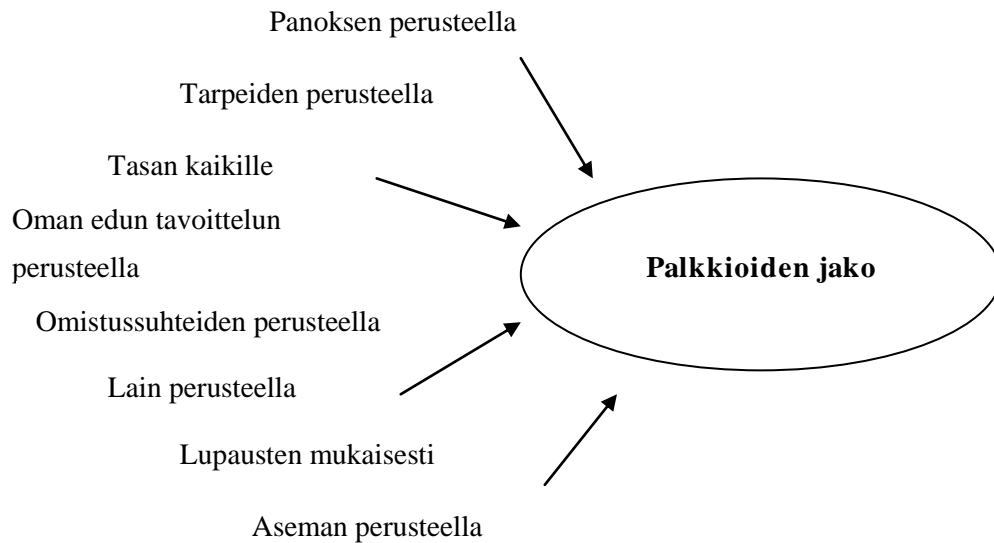 Panoksen perusteella
Tarpeiden perusteella
Tasan kaikille
Oman edun tavoittelun
perusteella
Palkkioiden jako
Omistussuhteiden perusteella
Lain perusteella
Lupausten mukaisesti
Aseman perusteella